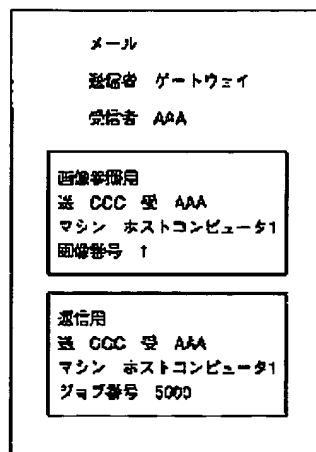 メール
送信者 ゲートウェイ
受信者 AAA
画像参照用
送 CCC 受 AAA
マシン ホストコンピュータ1
画像番号 1
返信用
送 CCC 受 AAA
マシン ホストコンピュータ1
ジョブ番号 5000